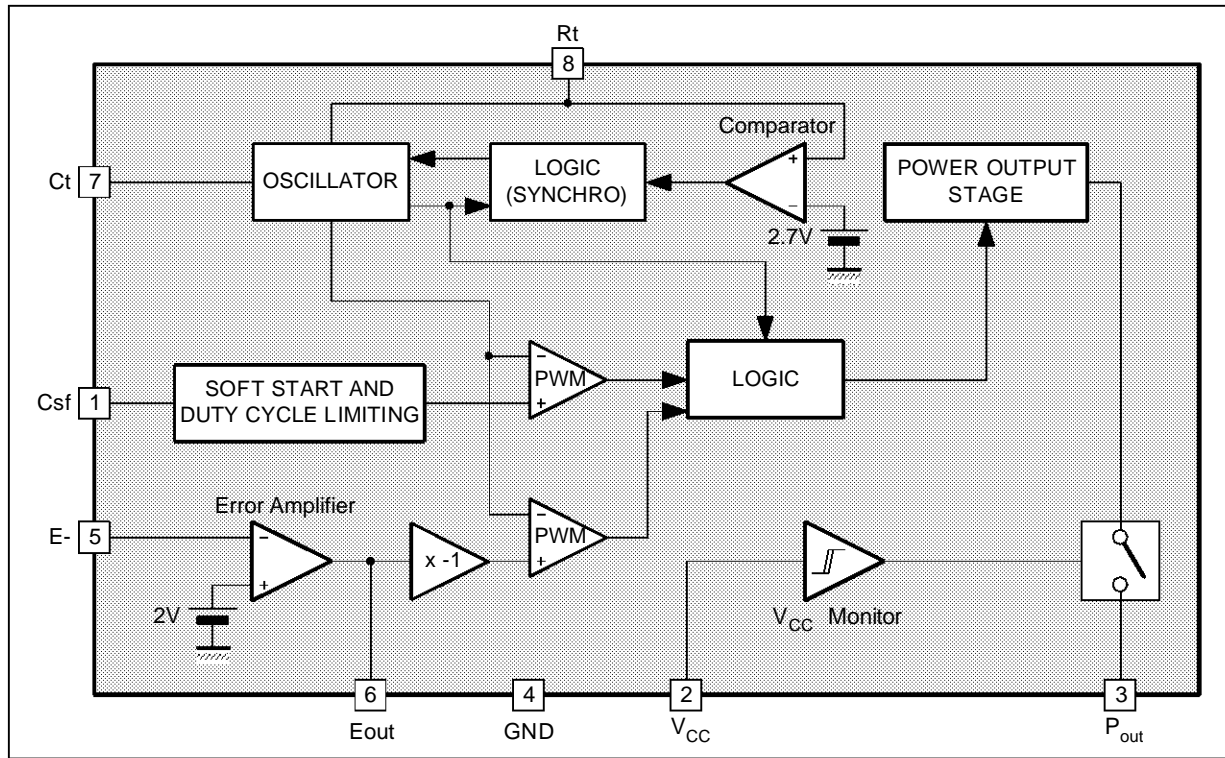 Rt
8
Comparator
Ct
7
OSCILLATOR
LOGIC
(SYNCHRO)
+
−
2.7V
POWER OUTPUT
STAGE
Csf
1
SOFT START AND
DUTY CYCLE LIMITING
−
PWM
+
LOGIC
Error Amplifier
E-
5
−
+
2V
x -1
−
PWM
+
VCC Monitor
6
4
2
3
Eout
GND
VCC
Pout